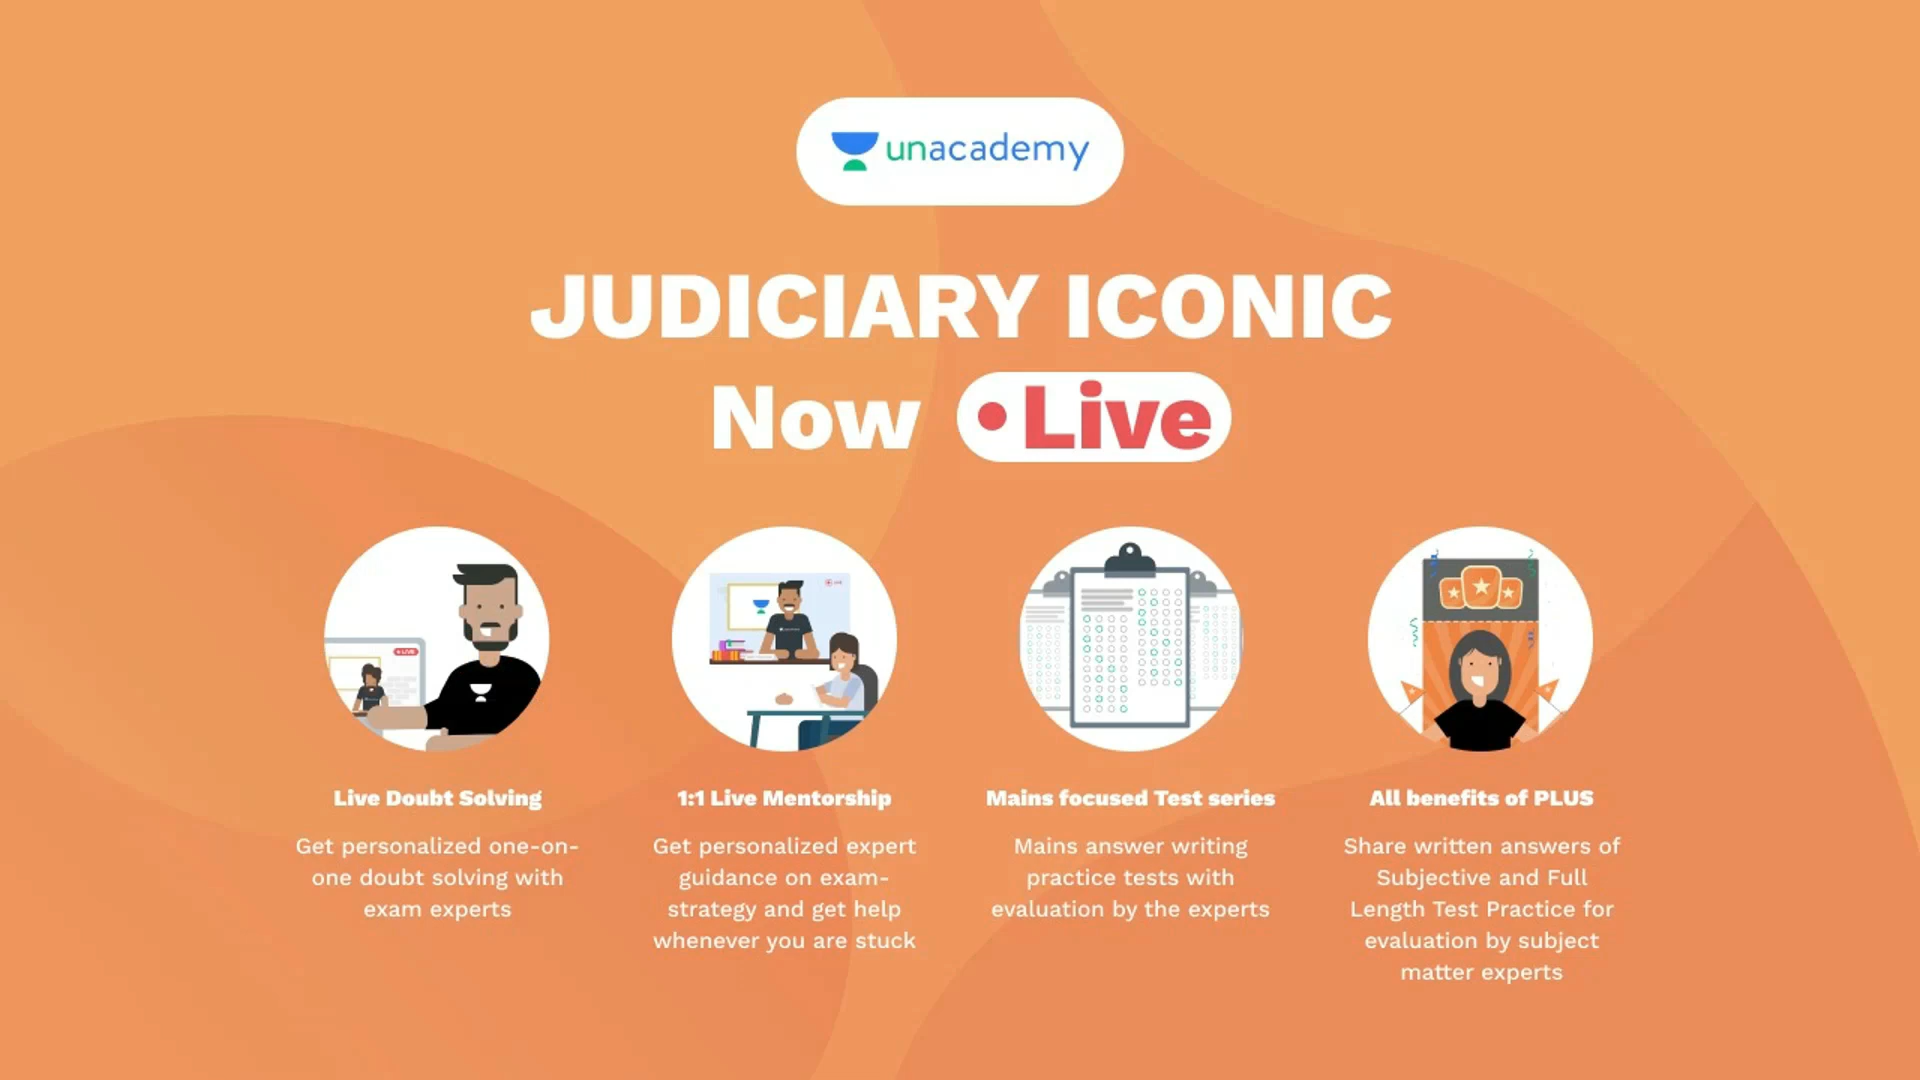 unacademy
JUDICIARY ICONIC
Now • Live
Live Doubt Solving
Get personalized one-on-
one doubt solving with
exam experts
1:1 Live Mentorship
Get personalized expert
guidance on exam-
strategy and get help
whenever you are stuck
Mains focused Test series
Mains answer writing
practice tests with
evaluation by the experts
All benefits of PLUS
Share written answers of
Subjective and Full
Length Test Practice for
evaluation by subject
matter experts